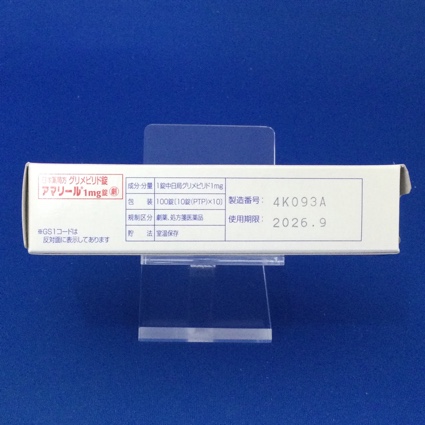 日本薬局方 グリメピリド錠
アマリール® 1mg錠 劇
※GS1コードは
反対面に表示してあります
成分・分量 1錠中日局グリメピリド1mg
包装 100錠(10錠(PTP)×10)
規制区分 劇薬、処方箋医薬品
貯法 室温保存
製造番号: 4K093A
使用期限: 2026.9